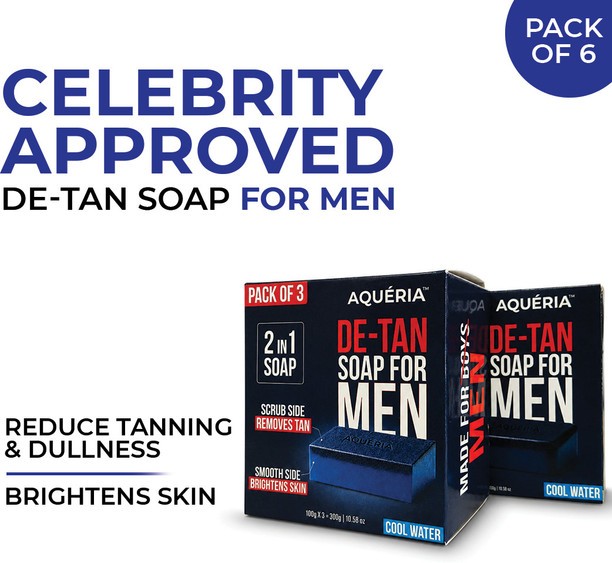 PACK
OF 6
CELEBRITY
APPROVED
DE-TAN SOAP FOR MEN
REDUCE TANNING
& DULLNESS
BRIGHTENS SKIN
PACK OF 3
AQUÉRIA™
2 IN 1
SOAP
DE-TAN
SOAP FOR
MEN
SCRUB SIDE
REMOVES TAN
AQUÉRIA
SMOOTH SIDE
BRIGHTENS SKIN
100g X 3 = 300g | 10.58 oz
COOL WATER
MADE FOR BOYS
MEN
AQUÉRIA™
DE-TAN
SOAP FOR
MEN
COOL WATER